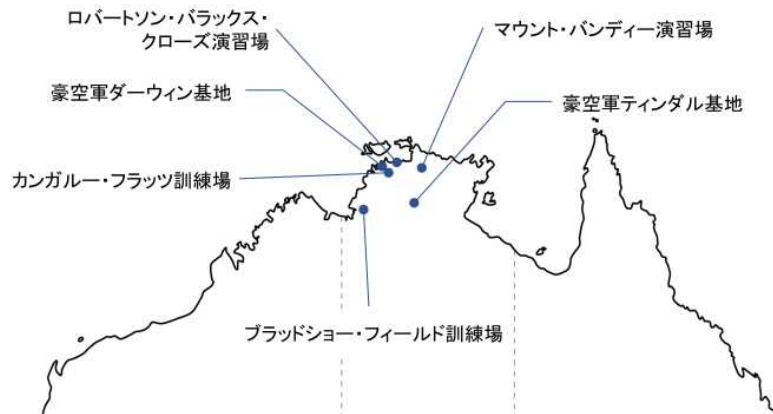 ロバートソン・バラックス・
クローズ演習場
マウント・バンディー演習場
豪空軍ダーウィン基地
豪空軍ティンダル基地
カンガルー・フラッツ訓練場
ブラッドショー・フィールド訓練場